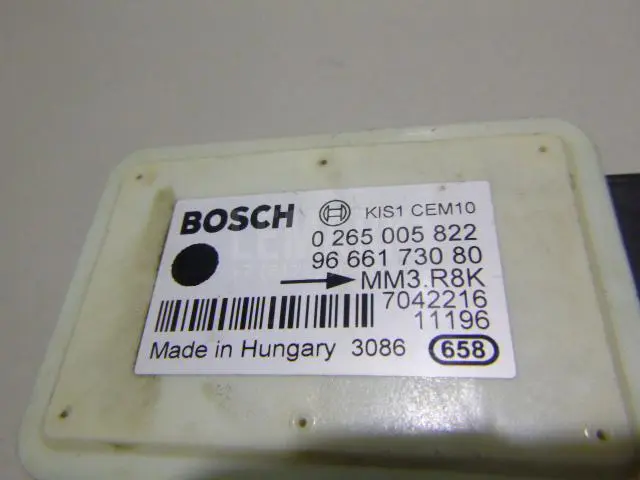 BOSCH KIS1 CEM10
0 265 005 822
96 661 730 80
MM3.R8K
7042216
11196
Made in Hungary 3086 658